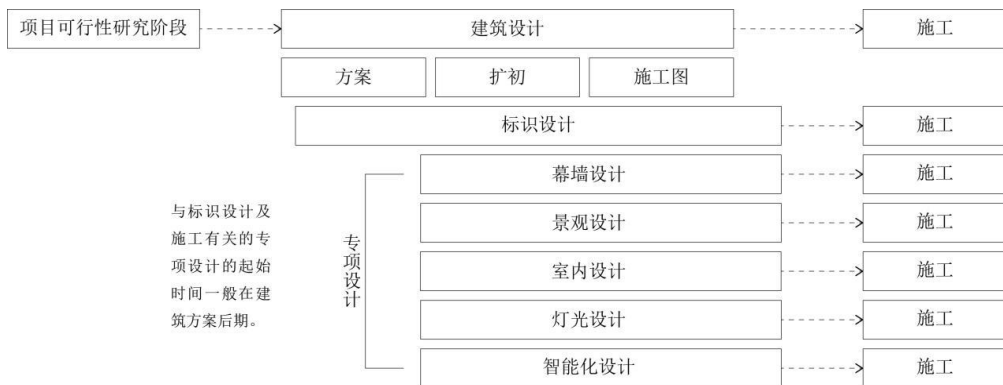 项目可行性研究阶段
建筑设计
施工
方案
扩初
施工图
标识设计
施工
幕墙设计
施工
与标识设计及
施工有关的专
项设计的起始
时间一般在建
筑方案后期。
专项设计
景观设计
施工
室内设计
施工
灯光设计
施工
智能化设计
施工